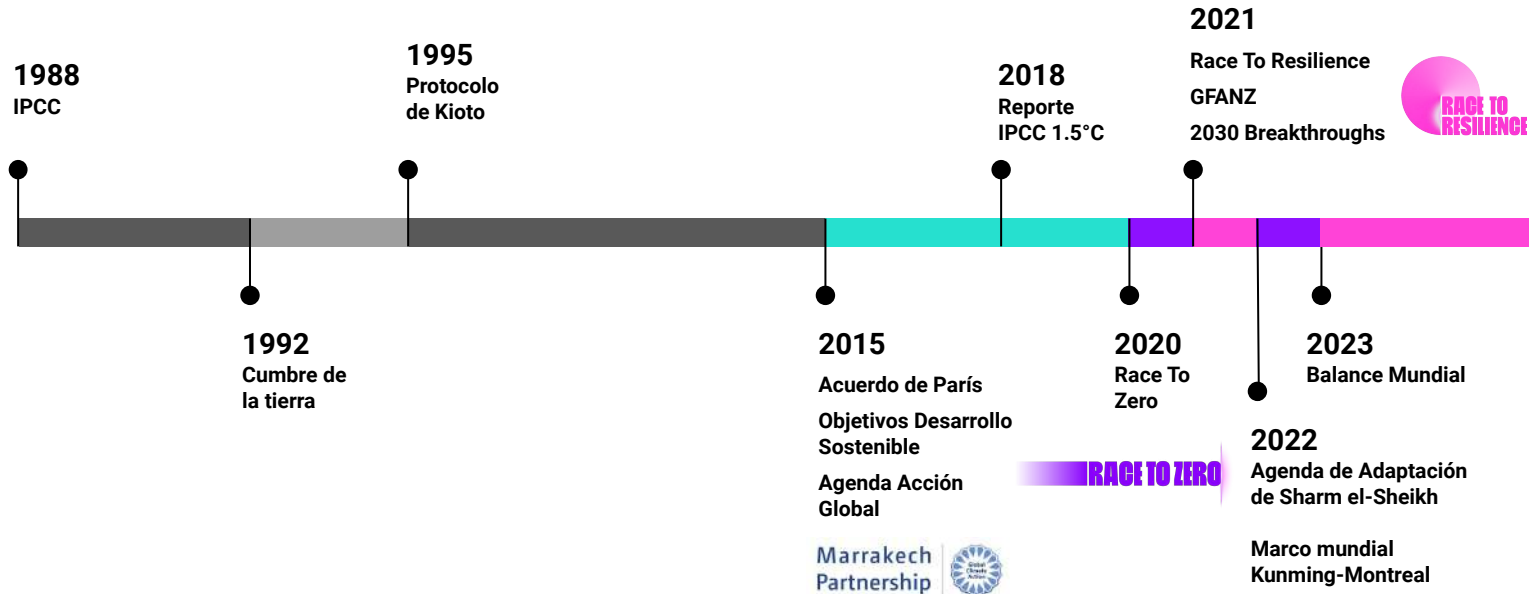 1988
IPCC
1992
Cumbre de
la tierra
1995
Protocolo
de Kioto
2015
Acuerdo de París
Objetivos Desarrollo
Sostenible
Agenda Acción
Global
Marrakech
Partnership
Global
Climate
Action
2018
Reporte
IPCC 1.5°C
2020
Race To
Zero
RACE TO ZERO
2021
Race To Resilience
GFANZ
2030 Breakthroughs
RACE TO
RESILIENCE
2022
Agenda de Adaptación
de Sharm el-Sheikh
Marco mundial
Kunming-Montreal
2023
Balance Mundial